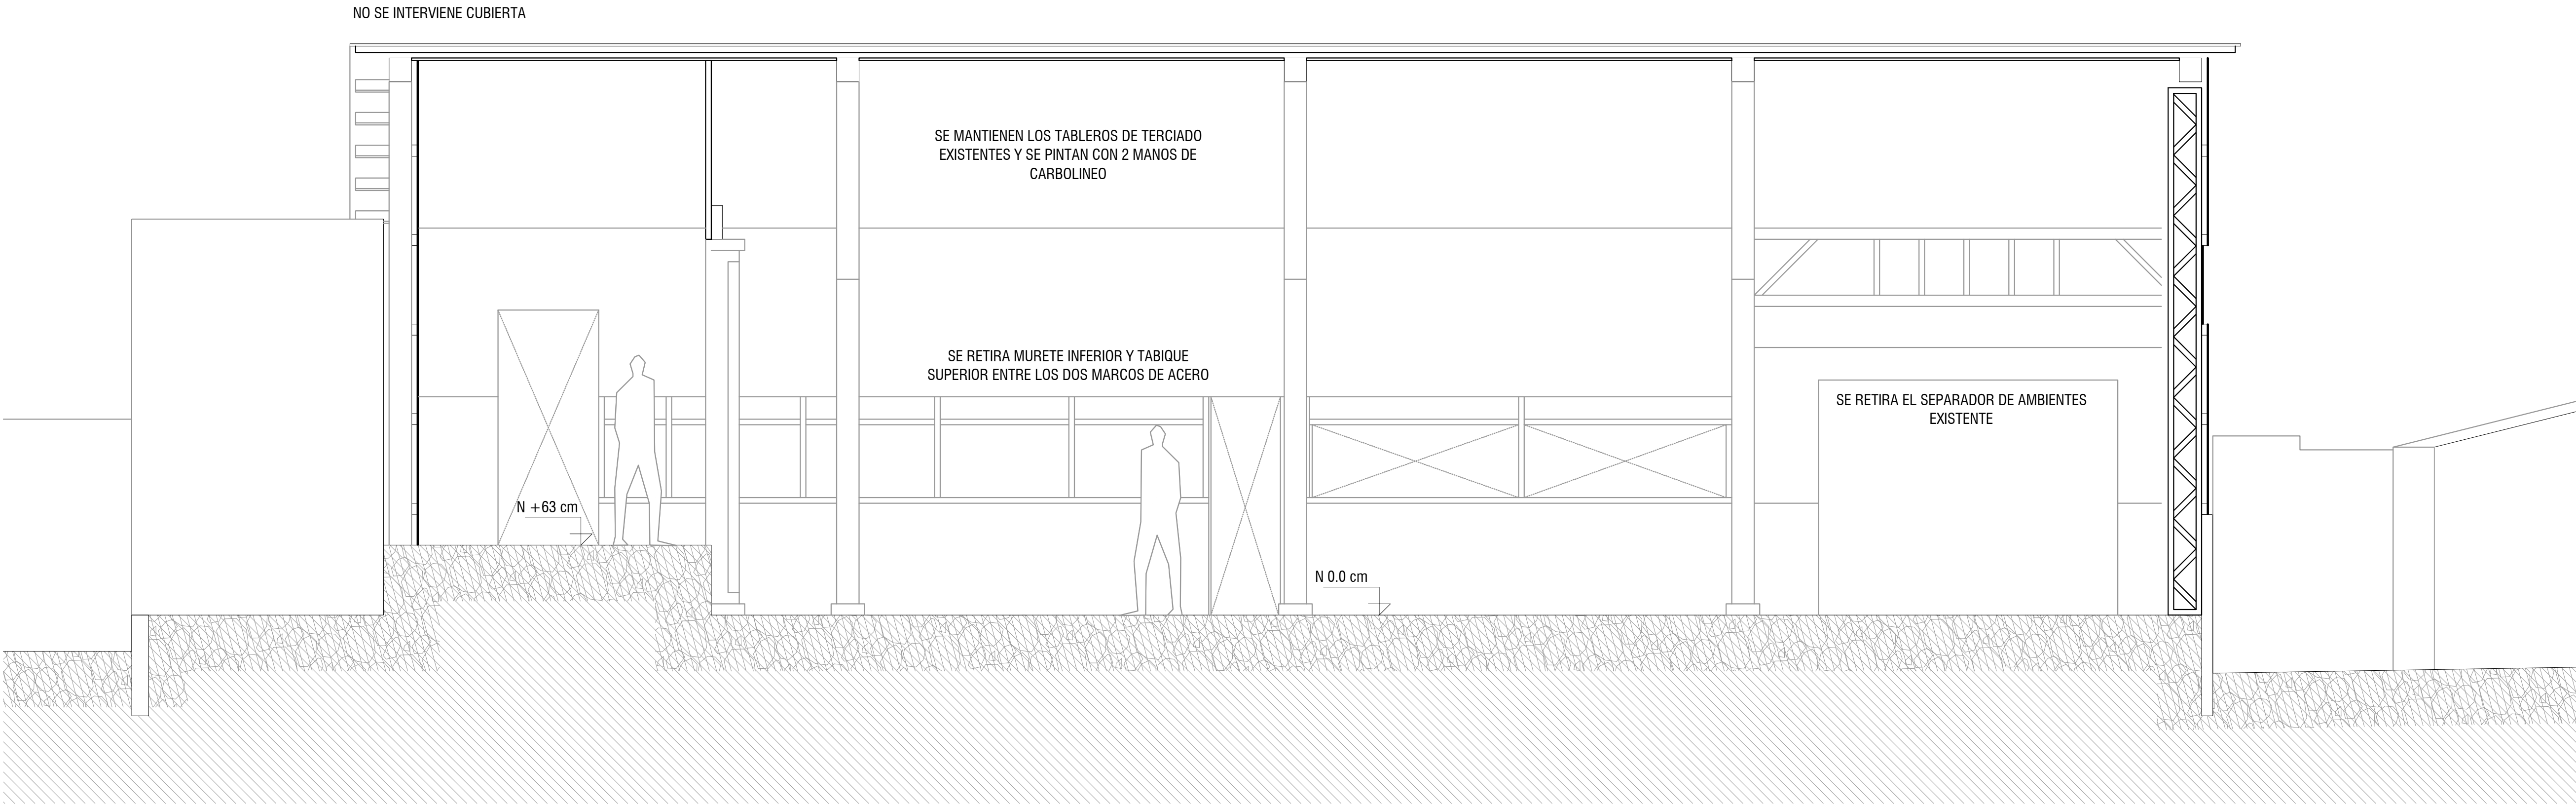 NO SE INTERVIENE CUBIERTA
SE MANTIENEN LOS TABLEROS DE TERCIADO
EXISTENTES Y SE PINTAN CON 2 MANOS DE
CARBOLINEO
SE RETIRA MURETE INFERIOR Y TABIQUE
SUPERIOR ENTRE LOS DOS MARCOS DE ACERO
SE RETIRA EL SEPARADOR DE AMBIENTES
EXISTENTE
N +63 cm
N 0.0 cm